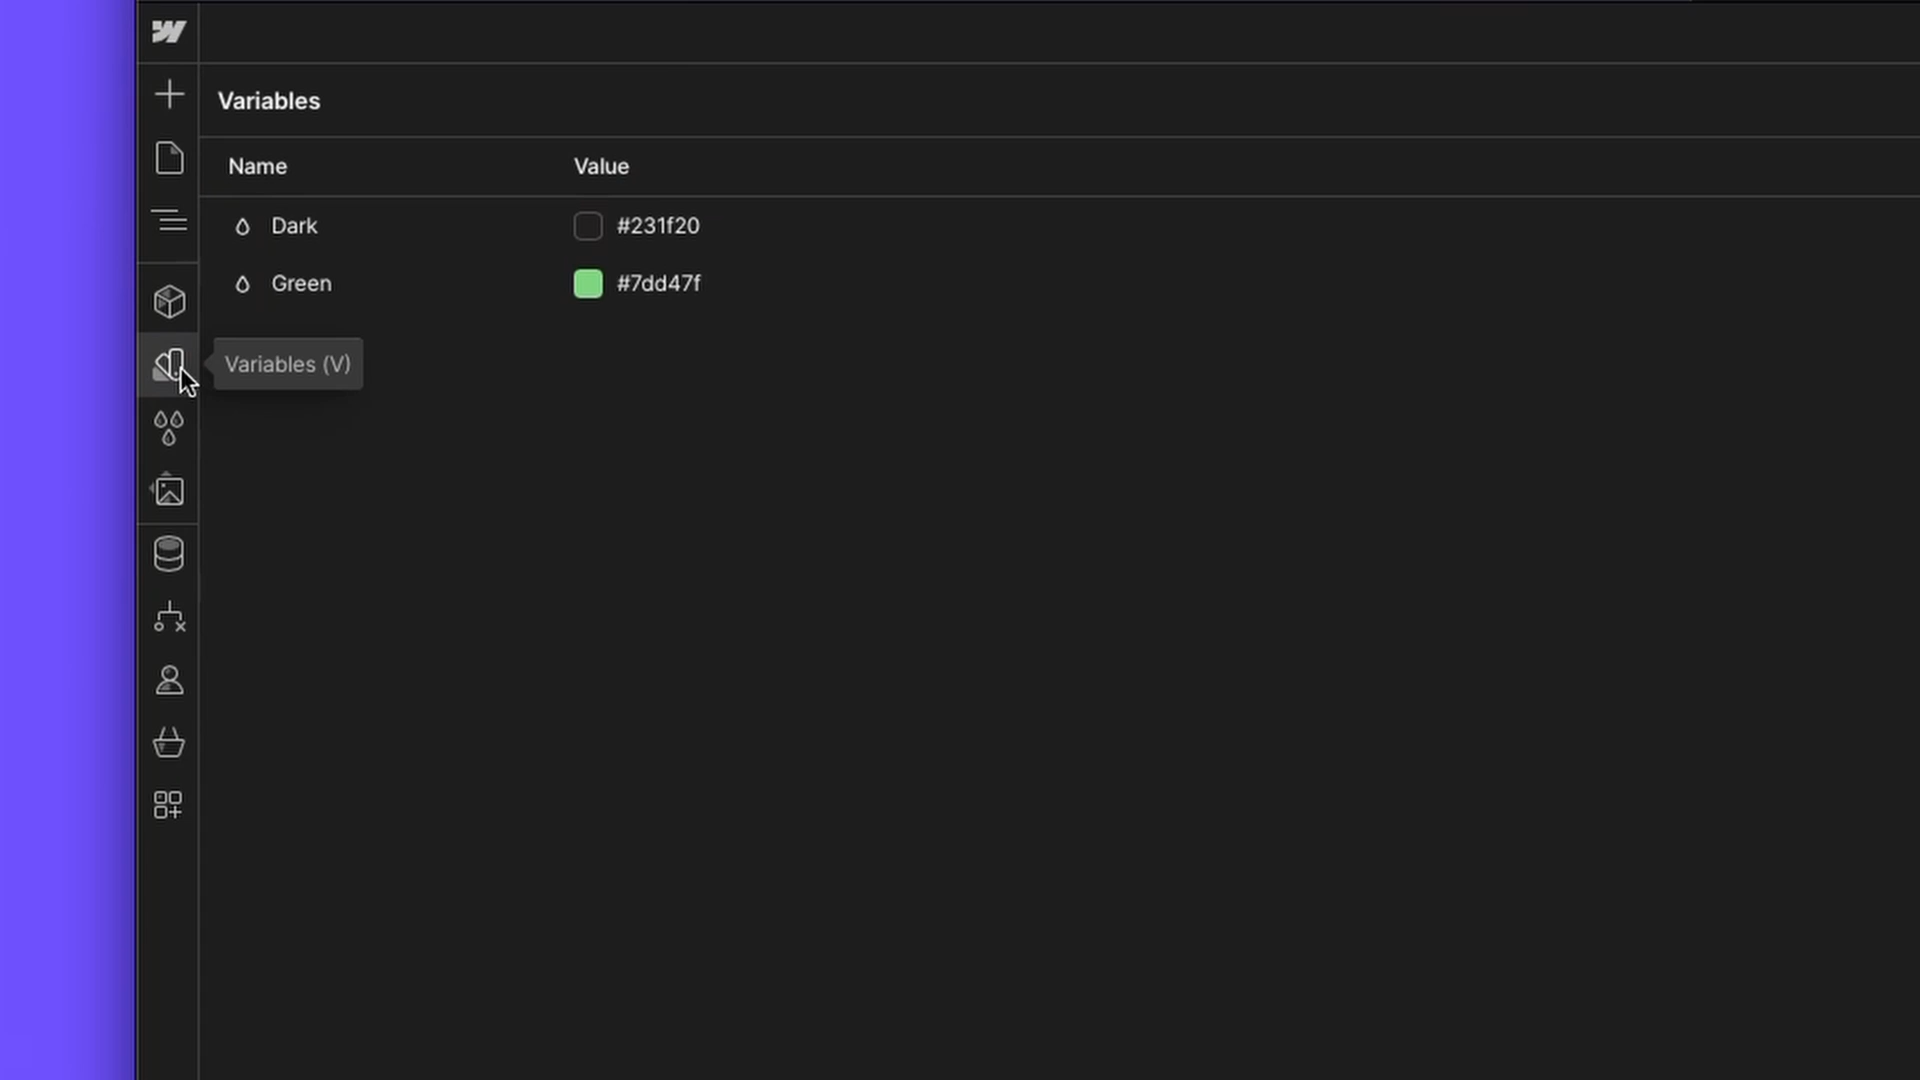 Variables
Name Value
Dark #231f20
Green #7dd47f
Variables (V)